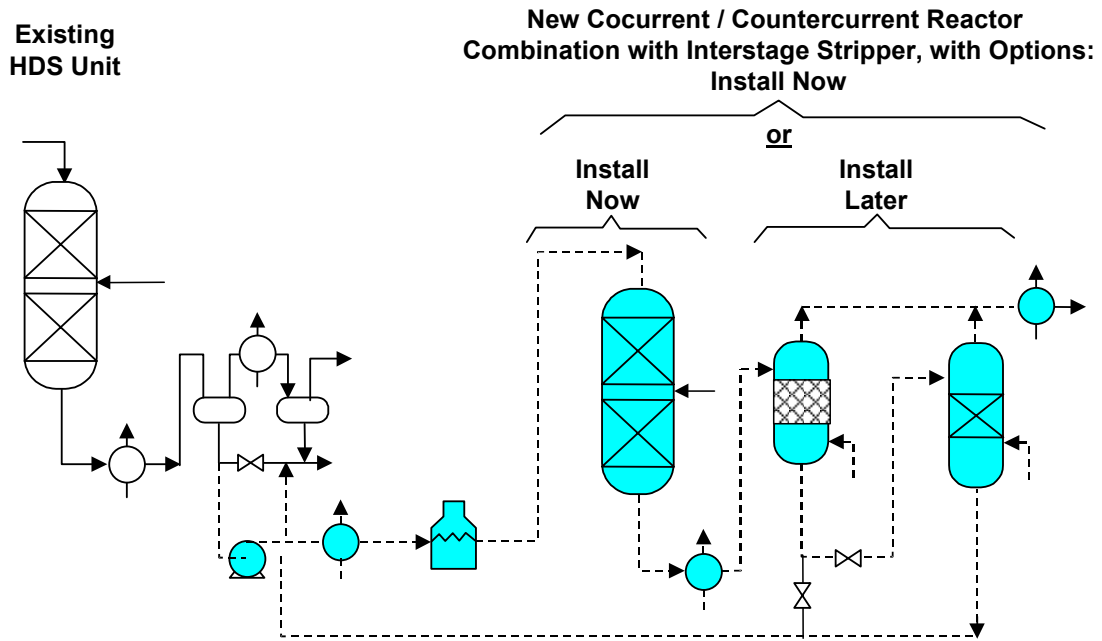 Existing
HDS Unit
New Cocurrent / Countercurrent Reactor
Combination with Interstage Stripper, with Options:
Install Now
or
Install
Now
Install
Later